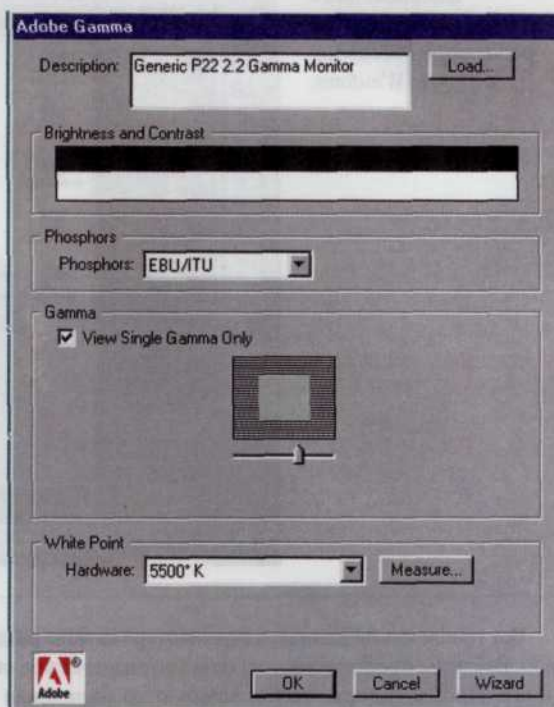 Adobe Gamma
Description: Generic P22 2.2 Gamma Monitor Load...
Brightness and Contrast
Phosphors
Phosphors: EBU/ITU
Gamma
View Single Gamma Only
White Point
Hardware: 5500° K Measure...
Adobe ® OK Cancel Wizard